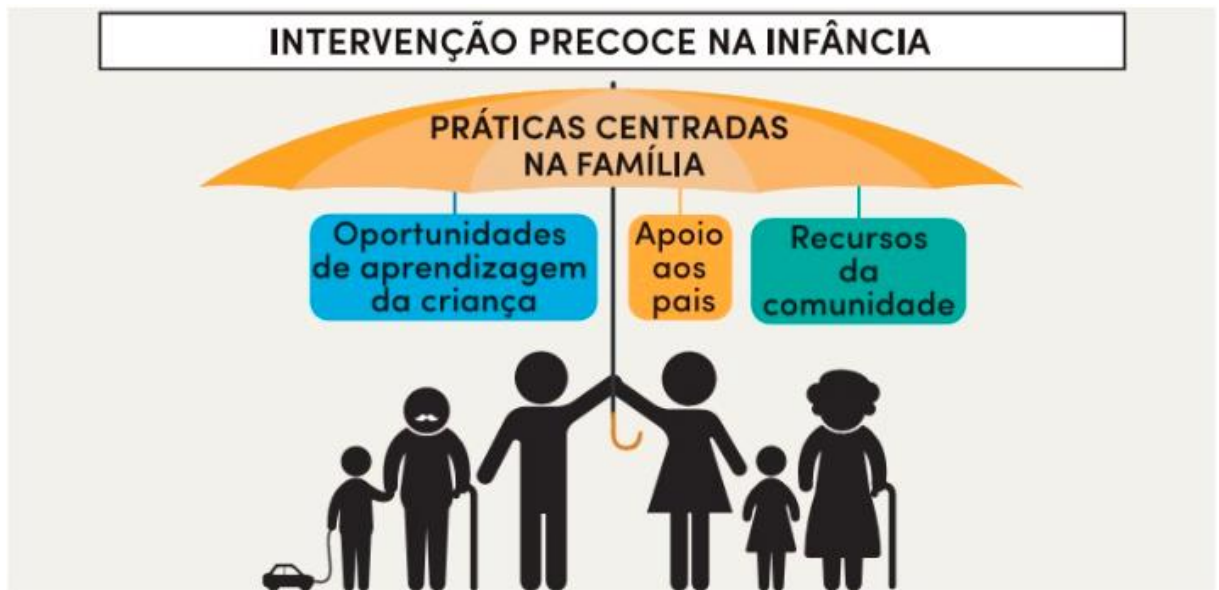 INTERVENÇÃO PRECOCE NA INFÂNCIA
PRÁTICAS CENTRADAS
NA FAMÍLIA
Oportunidades
de aprendizagem
da criança
Apoio
aos
pais
Recursos
da
comunidade